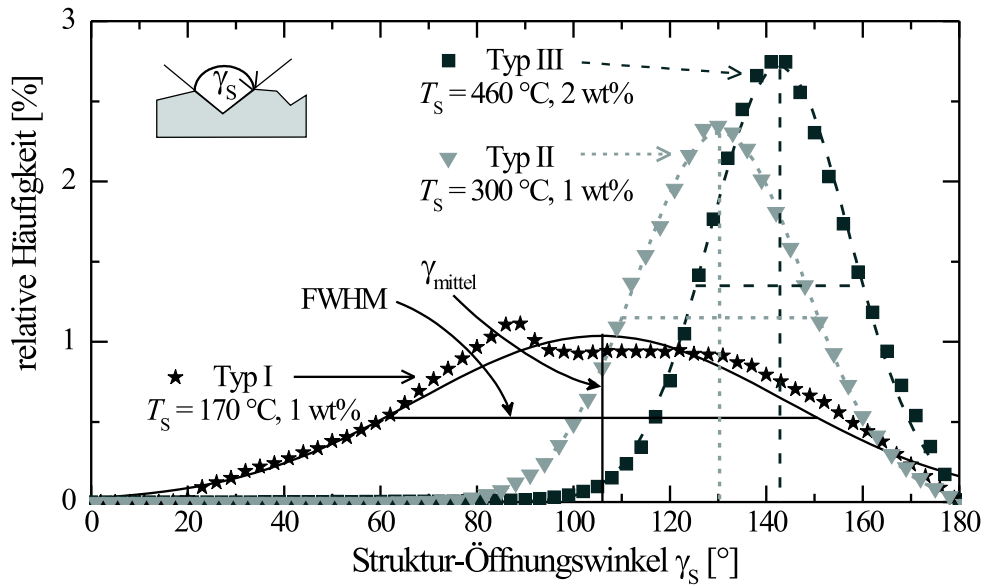 3
2
1
0
relative Häufigkeit [%]
γS
Typ III
TS = 460 °C, 2 wt%
Typ II
TS = 300 °C, 1 wt%
γmittel
FWHM
Typ I
TS = 170 °C, 1 wt%
0 20 40 60 80 100 120 140 160 180
Struktur-Öffnungswinkel γS [°]